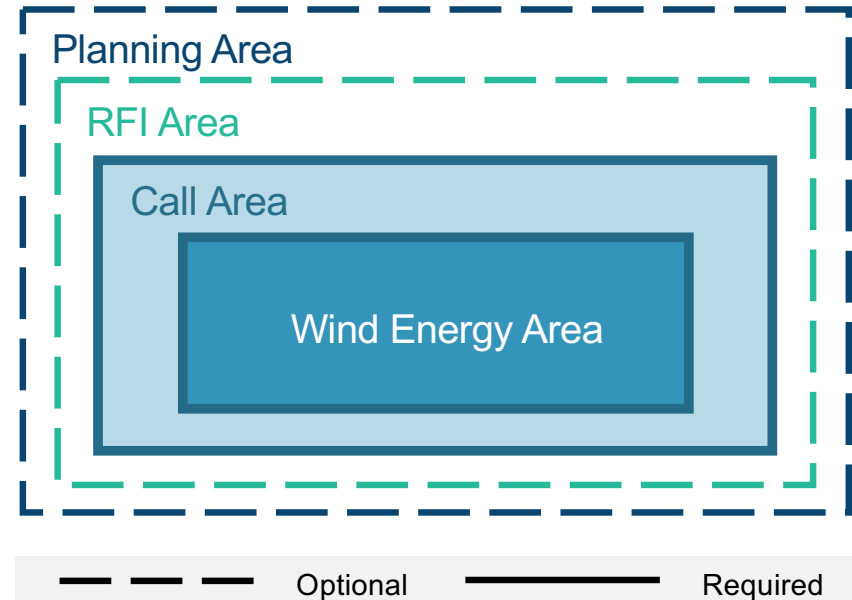 Planning Area
RFI Area
Call Area
Wind Energy Area
Optional Required